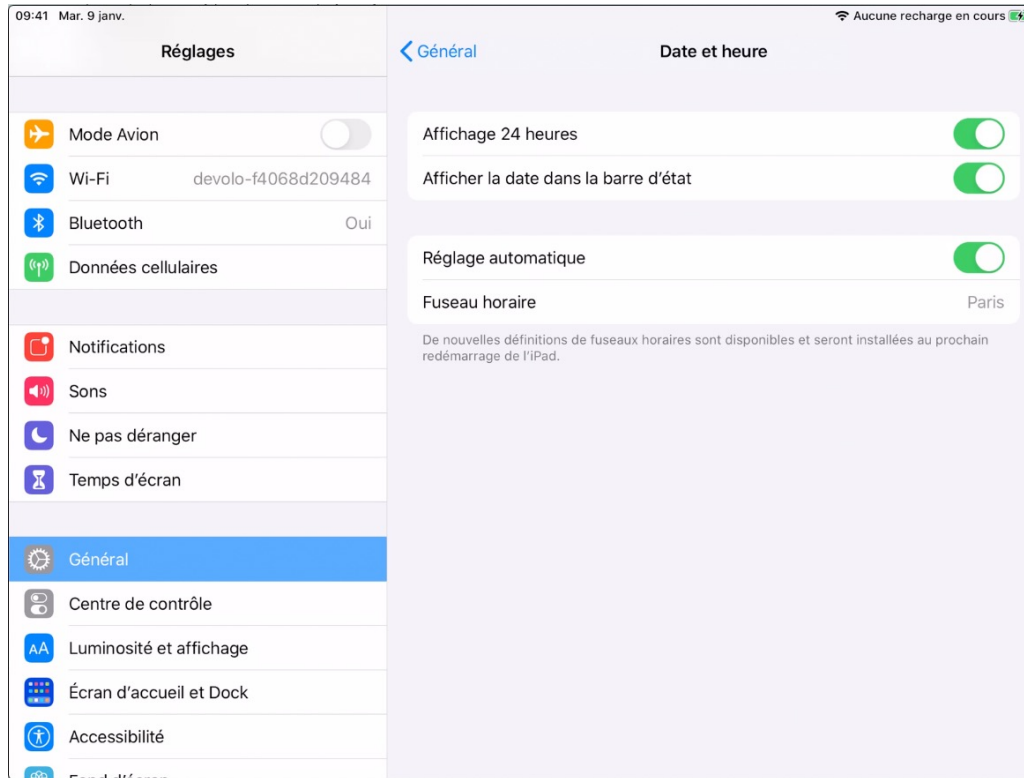 09:41 Mar. 9 janv.
Aucune recharge en cours
Réglages
Mode Avion
Wi-Fi devolo-f4068d209484
Bluetooth Oui
Données cellulaires
Notifications
Sons
Ne pas déranger
Temps d’écran
Général
Centre de contrôle
AA Luminosité et affichage
Écran d’accueil et Dock
Accessibilité
Fond d’écran
Général
Date et heure
Affichage 24 heures
Afficher la date dans la barre d’état
Réglage automatique
Fuseau horaire Paris
De nouvelles définitions de fuseaux horaires sont disponibles et seront installées au prochain
redémarrage de l’iPad.